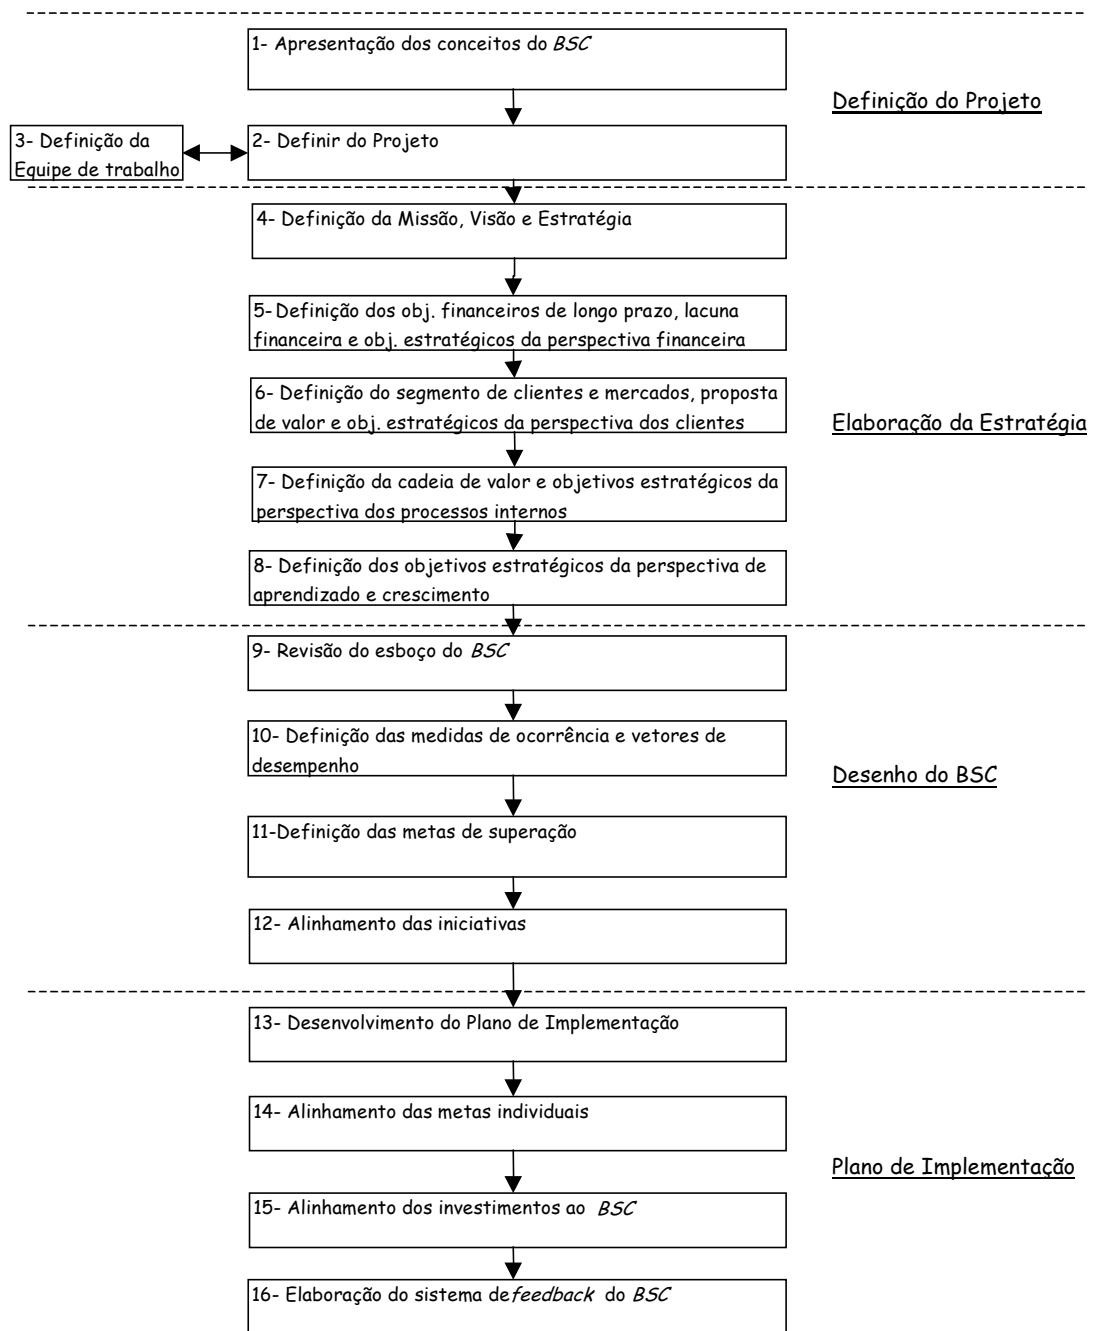 1- Apresentação dos conceitos do BSC
Definição do Projeto
3- Definição da
Equipe de trabalho
2- Definir do Projeto
4- Definição da Missão, Visão e Estratégia
5- Definição dos obj. financeiros de longo prazo, lacuna
financeira e obj. estratégicos da perspectiva financeira
6- Definição do segmento de clientes e mercados, proposta
de valor e obj. estratégicos da perspectiva dos clientes
Elaboração da Estratégia
7- Definição da cadeia de valor e objetivos estratégicos da
perspectiva dos processos internos
8- Definição dos objetivos estratégicos da perspectiva de
aprendizado e crescimento
9- Revisão do esboço do BSC
10- Definição das medidas de ocorrência e vetores de
desempenho
Desenho do BSC
11-Definição das metas de superação
12- Alinhamento das iniciativas
13- Desenvolvimento do Plano de Implementação
14- Alinhamento das metas individuais
Plano de Implementação
15- Alinhamento dos investimentos ao BSC
16- Elaboração do sistema de feedback do BSC